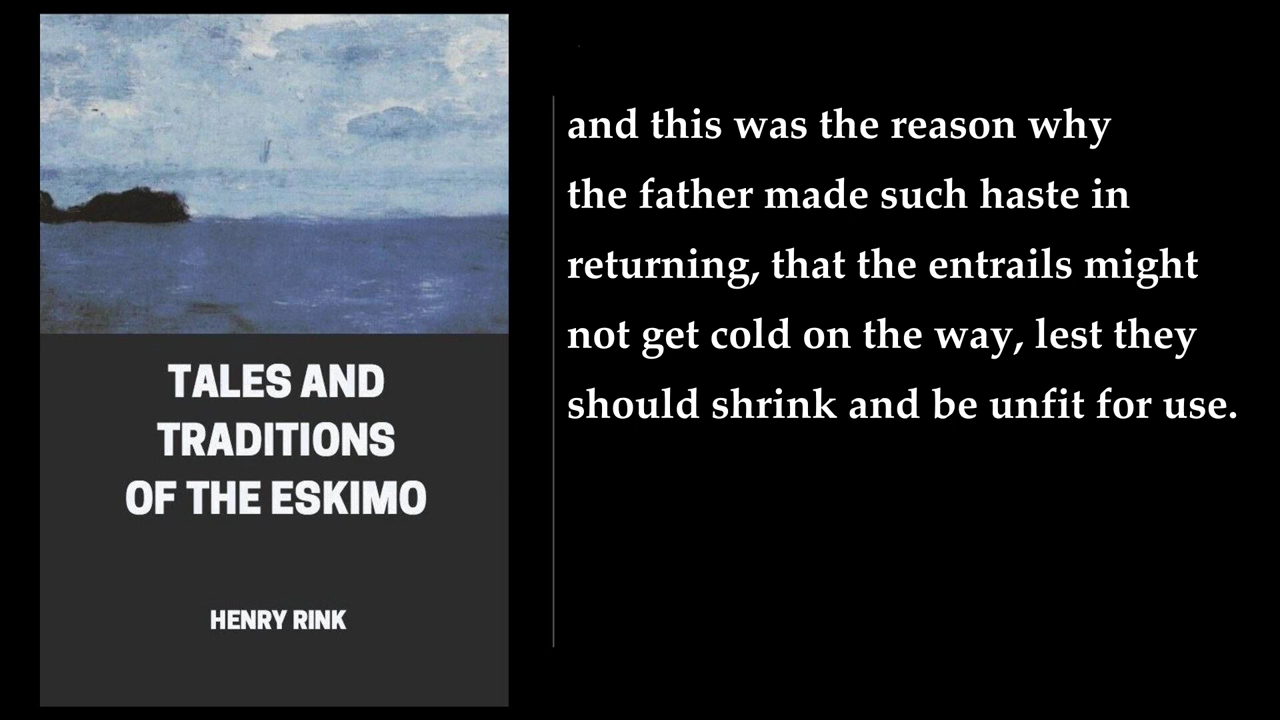 TALES AND
TRADITIONS
OF THE ESKIMO
HENRY RINK
and this was the reason why
the father made such haste in
returning, that the entrails might
not get cold on the way, lest they
should shrink and be unfit for use.